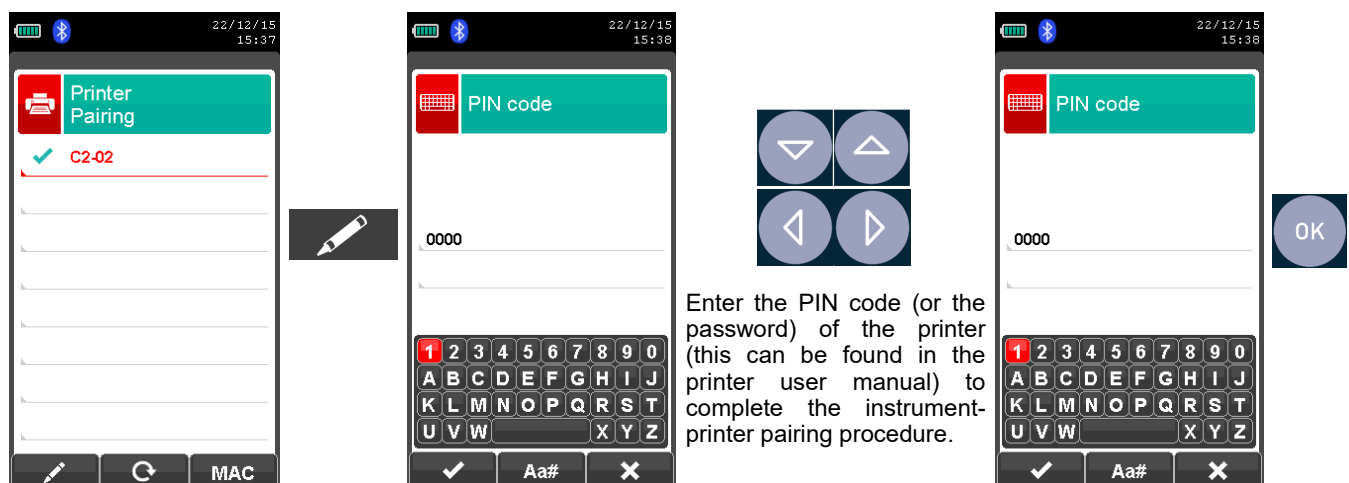 22/12/15
15:37
Printer
Pairing
C2-02
MAC
22/12/15
15:38
PIN code
0000
1 2 3 4 5 6 7 8 9 0
A B C D E F G H I J
K L M N O P Q R S T
U V W X Y Z
Aa#
Enter the PIN code (or the
password) of the printer
(this can be found in the
printer user manual) to
complete the instrument-
printer pairing procedure.
22/12/15
15:38
PIN code
0000
1 2 3 4 5 6 7 8 9 0
A B C D E F G H I J
K L M N O P Q R S T
U V W X Y Z
Aa#
OK